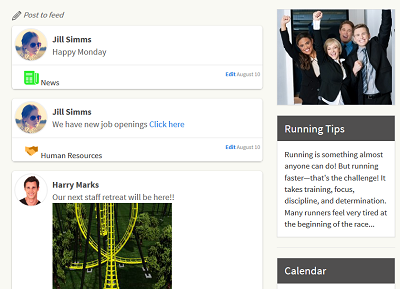 Post to feed
Jill Simms
Happy Monday
News
Edit August 10
Jill Simms
We have new job openings Click here
Human Resources
Edit August 10
Harry Marks
Our next staff retreat will be here!!
Running Tips
Running is something almost
anyone can do! But running
faster—that's the challenge! It
takes training, focus,
discipline, and determination.
Many runners feel very tired at
the beginning of the race...
Calendar